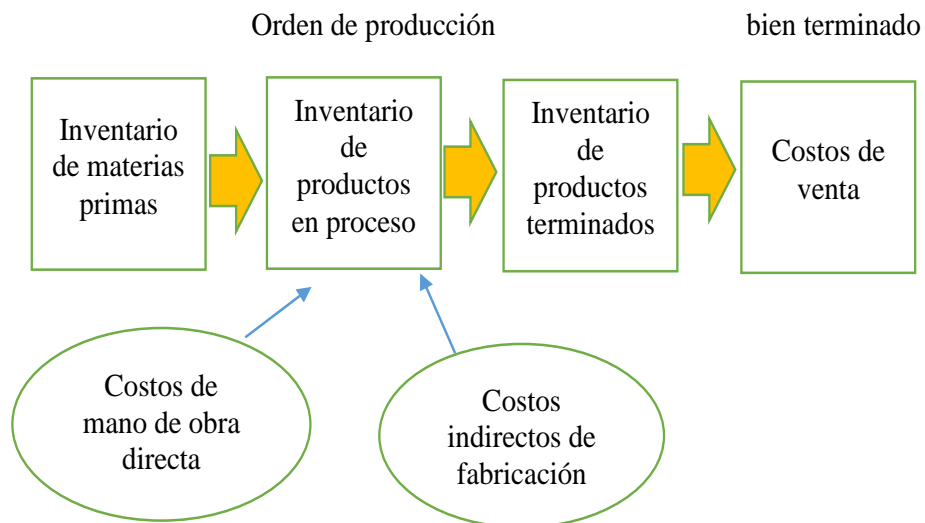 Orden de producción
bien terminado
Inventario
de materias
primas
Inventario
de
productos
en proceso
Inventario
de
productos
terminados
Costos de
venta
Costos de
mano de obra
directa
Costos
indirectos de
fabricación